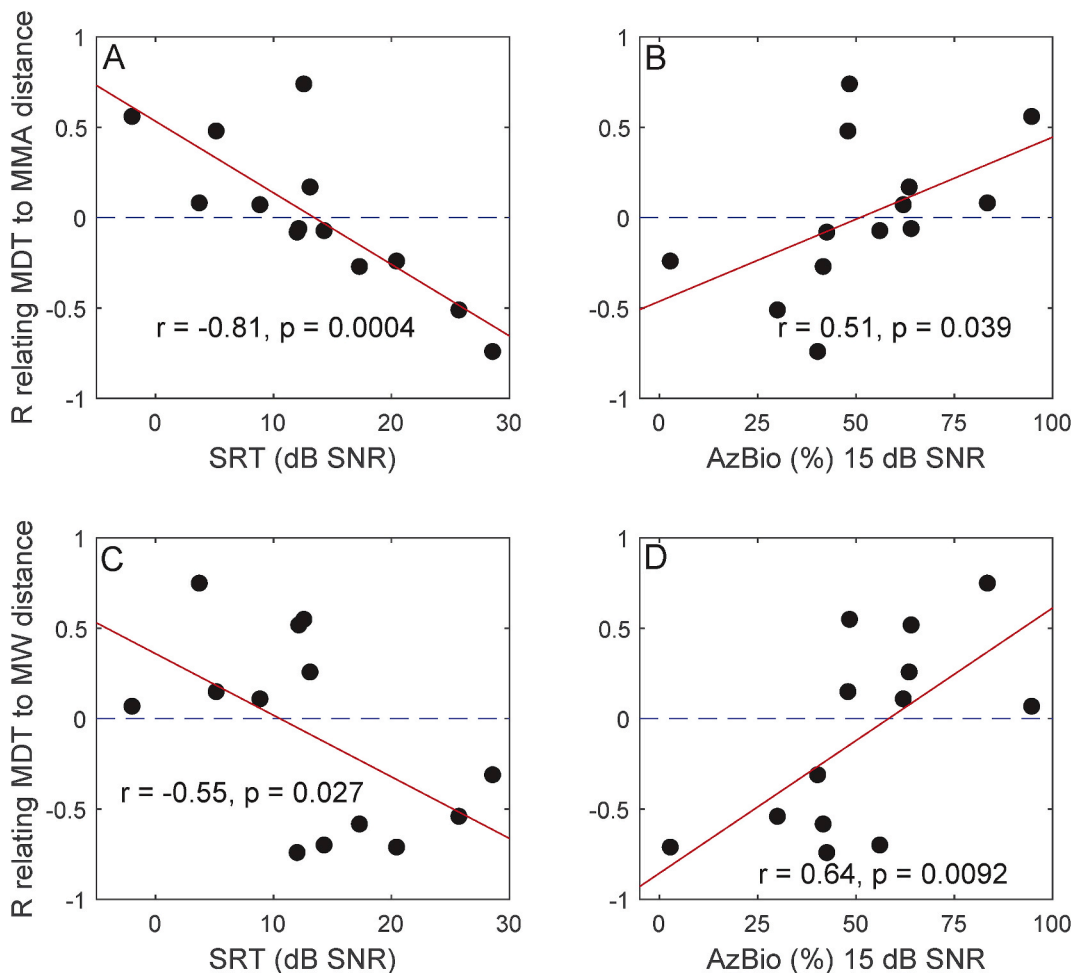 R relating MDT to MMA distance
1
0.5
0
-0.5
-1
A
r = -0.81, p = 0.0004
0
10
20
30
SRT (dB SNR)
1
0.5
0
-0.5
-1
B
r = 0.51, p = 0.039
0
25
50
75
100
AzBio (%) 15 dB SNR
R relating MDT to MW distance
1
0.5
0
-0.5
-1
C
r = -0.55, p = 0.027
0
10
20
30
SRT (dB SNR)
1
0.5
0
-0.5
-1
D
r = 0.64, p = 0.0092
0
25
50
75
100
AzBio (%) 15 dB SNR